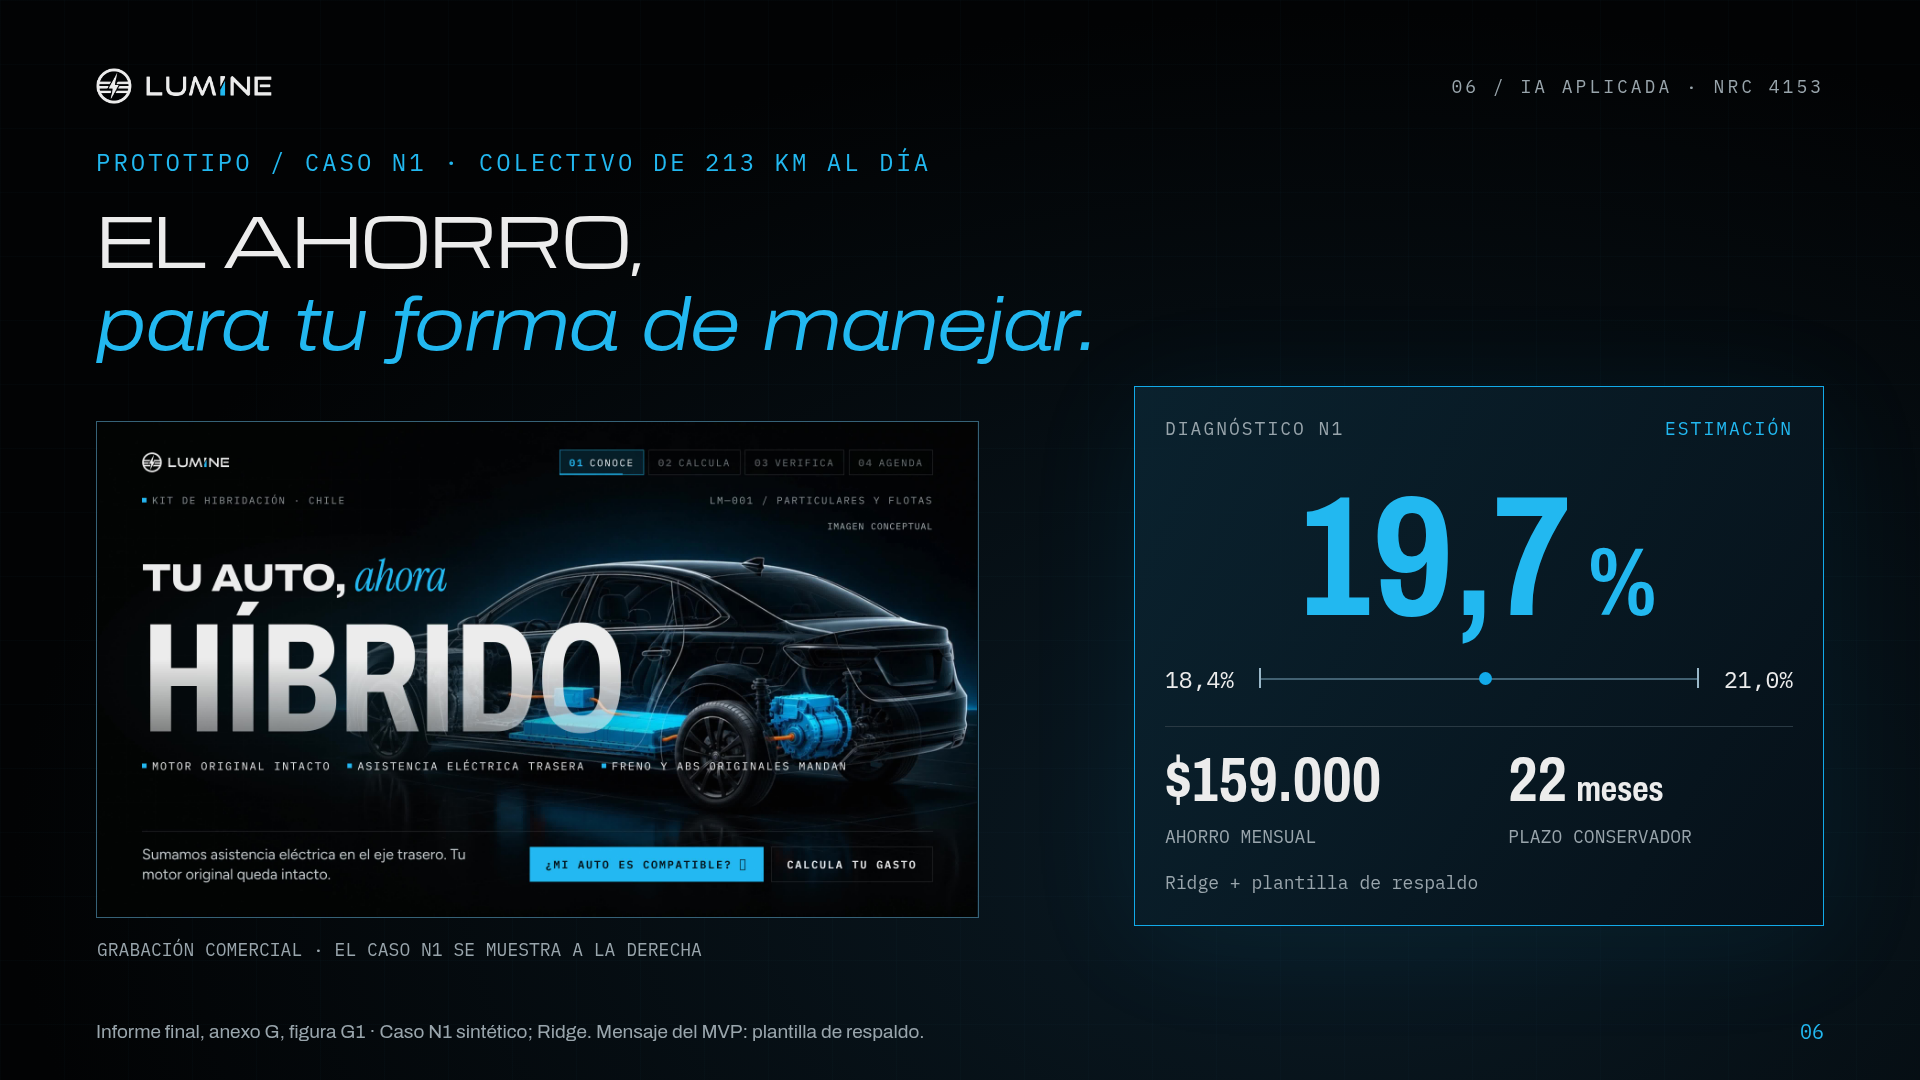 LUMINE
06 / IA APLICADA · NRC 4153
PROTOTIPO / CASO N1 · COLECTIVO DE 213 KM AL DÍA
EL AHORRO,
para tu forma de manejar.
LUMINE
01 CONOCE
02 CALCULA
03 VERIFICA
04 AGENDA
KIT DE HIBRIDACIÓN · CHILE
LM—001 / PARTICULARES Y FLOTAS
IMAGEN CONCEPTUAL
TU AUTO, ahora
HÍBRIDO
MOTOR ORIGINAL INTACTO
ASISTENCIA ELÉCTRICA TRASERA
FRENO Y ABS ORIGINALES MANDAN
Sumamos asistencia eléctrica en el eje trasero. Tu
motor original queda intacto.
¿MI AUTO ES COMPATIBLE?
CALCULA TU GASTO
GRABACIÓN COMERCIAL · EL CASO N1 SE MUESTRA A LA DERECHA
DIAGNÓSTICO N1
ESTIMACIÓN
19,7 %
18,4%
21,0%
$159.000
AHORRO MENSUAL
22 meses
PLAZO CONSERVADOR
Ridge + plantilla de respaldo
Informe final, anexo G, figura G1 · Caso N1 sintético; Ridge. Mensaje del MVP: plantilla de respaldo.
06